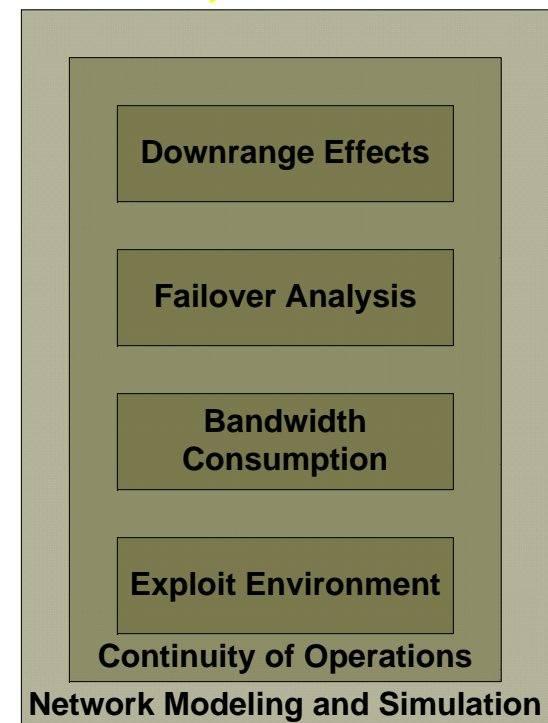 Downrange Effects
Failover Analysis
Bandwidth
Consumption
Exploit Environment
Continuity of Operations
Network Modeling and Simulation